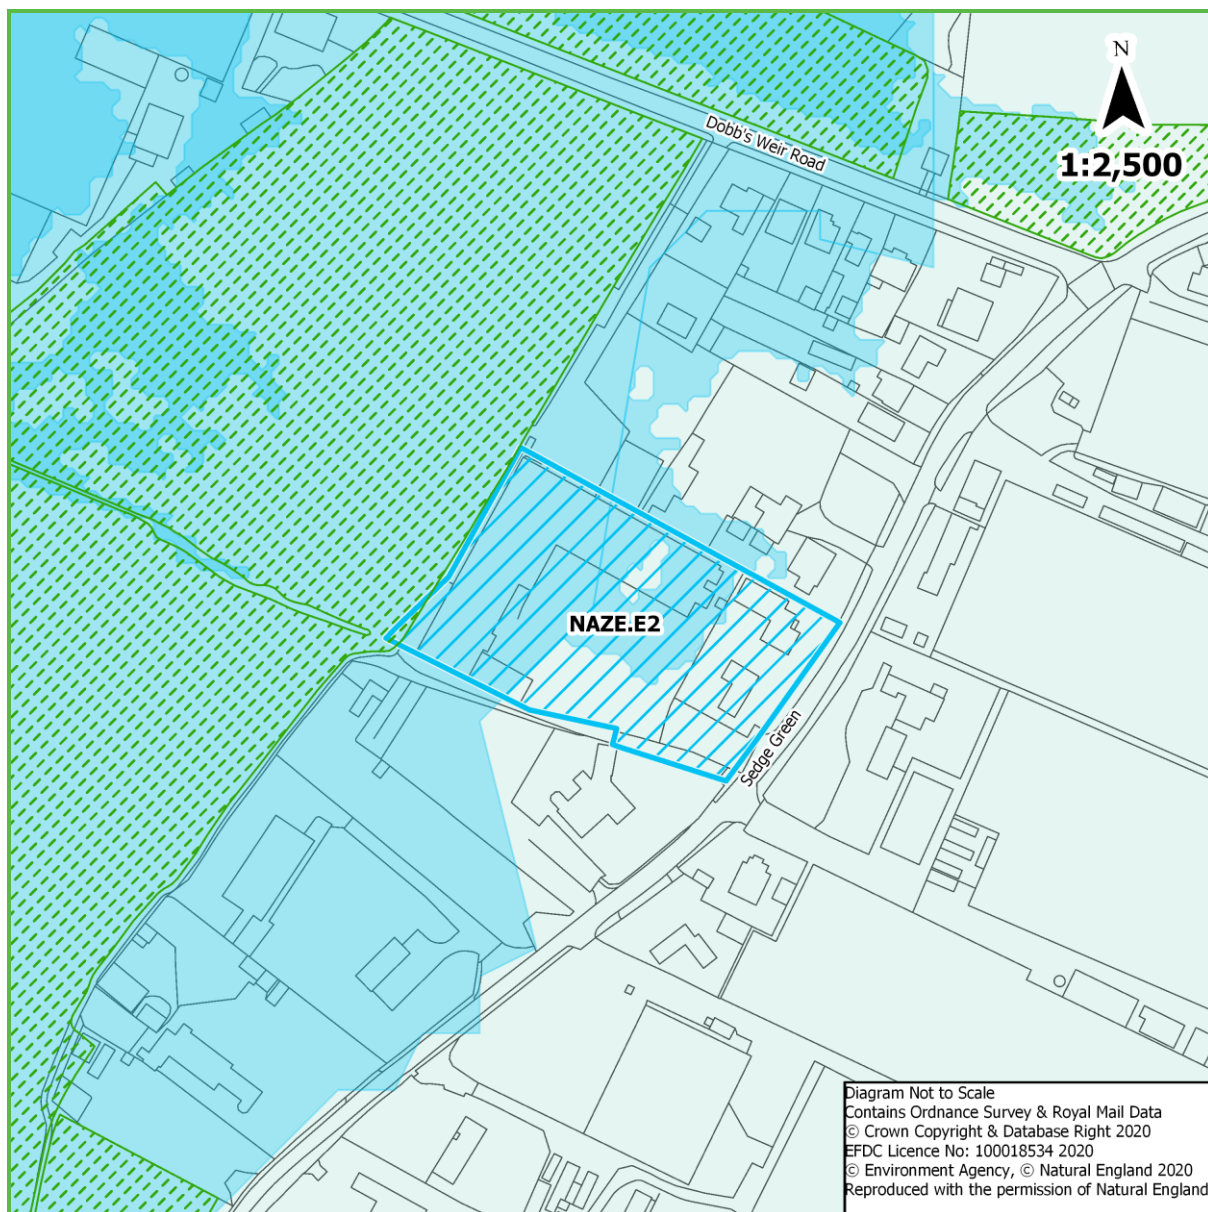 N
1:2,500
Dobb's Weir Road
NAZE.E2
Sedge Green
Diagram Not to Scale
Contains Ordnance Survey & Royal Mail Data
© Crown Copyright & Database Right 2020
EFDC Licence No: 100018534 2020
© Environment Agency, © Natural England 2020
Reproduced with the permission of Natural England